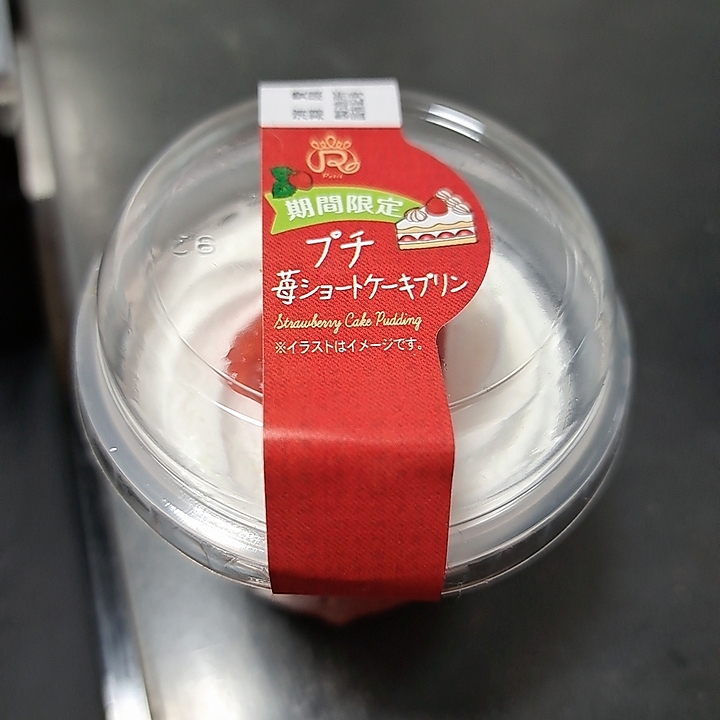 R
Petit
期間限定
プチ
苺ショートケーキプリン
Strawberry Cake Pudding
※イラストはイメージです。